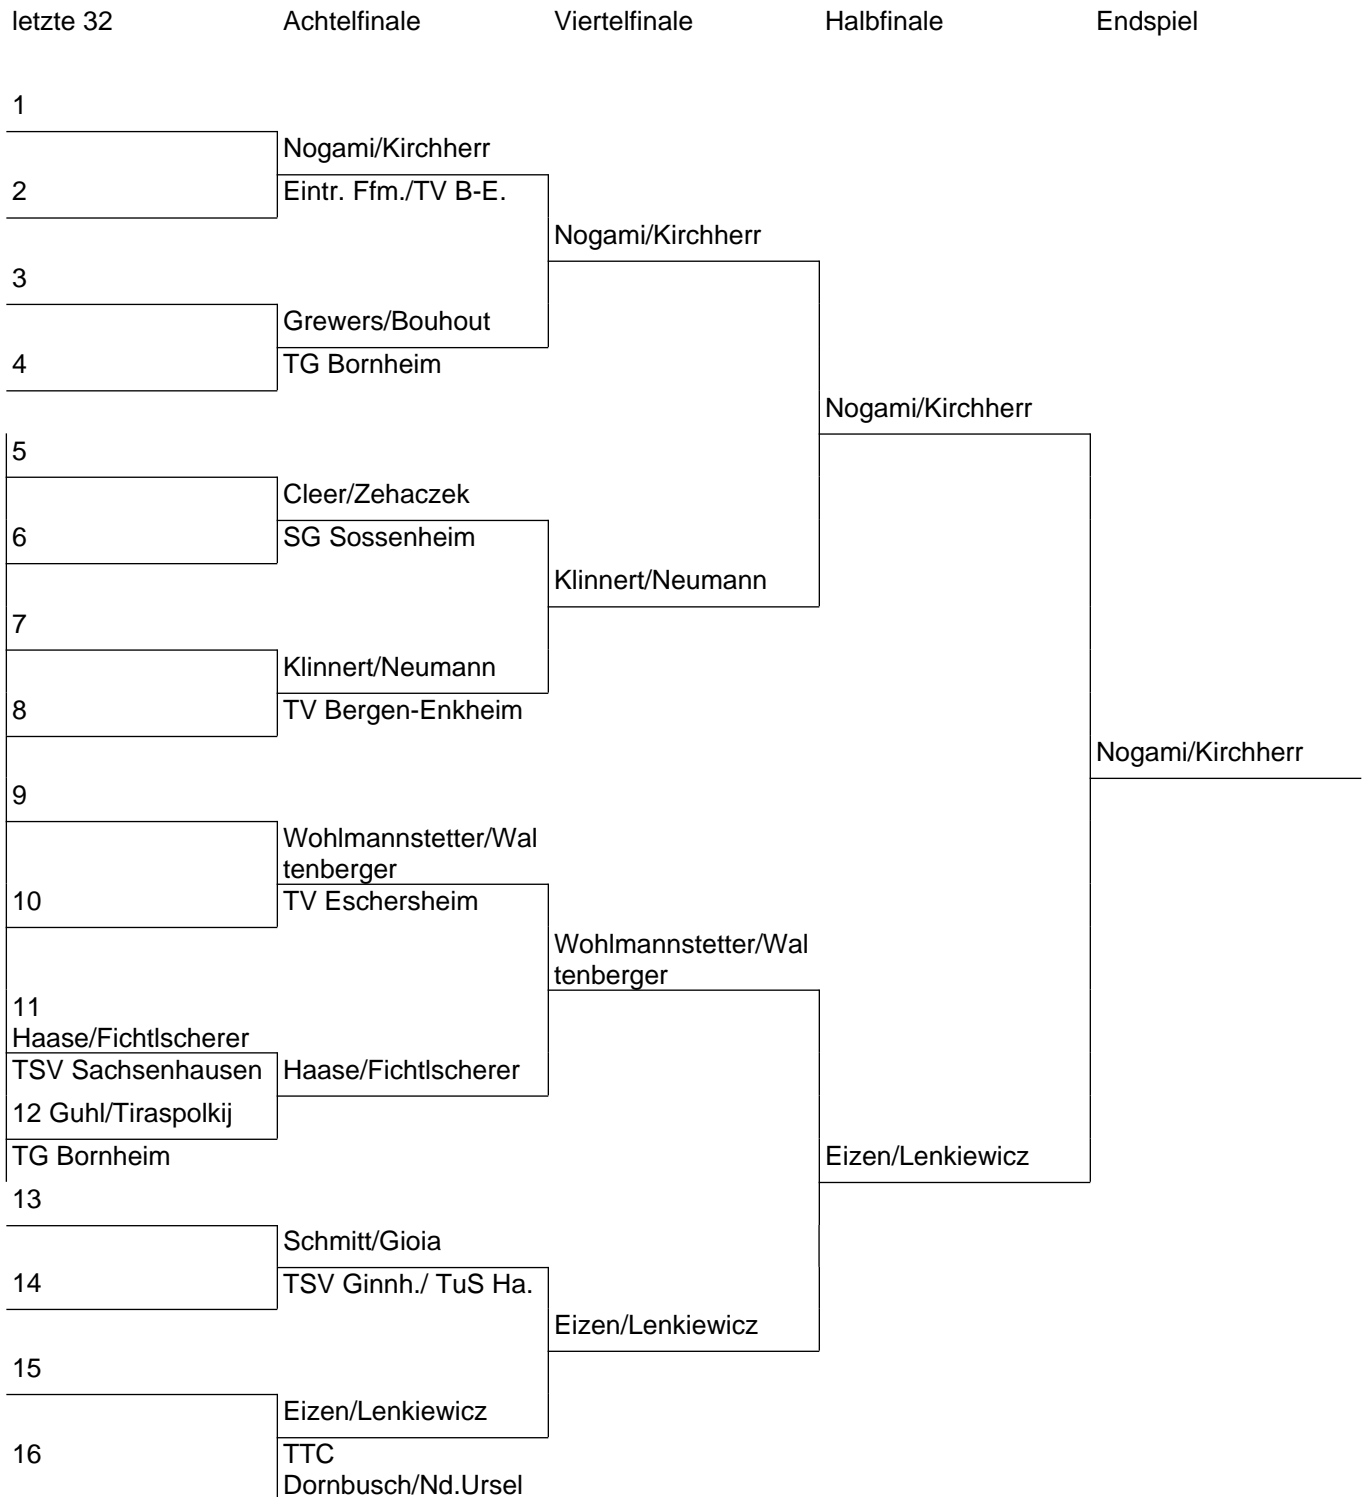 letzte 32 Achtelfinale Viertelfinale Halbfinale Endspiel
1
Nogami/Kirchherr
2 Eintr. Ffm./TV B-E.
Nogami/Kirchherr
3
Grewers/Bouhout
4 TG Bornheim
Nogami/Kirchherr
5
Cleer/Zehaczek
6 SG Sossenheim
Klinnert/Neumann
7
Klinnert/Neumann
8 TV Bergen-Enkheim
Nogami/Kirchherr
9
Wohlmannstetter/Wal
tenberger
10 TV Eschersheim
Wohlmannstetter/Wal
tenberger
11
Haase/Fichtlscherer
TSV Sachsenhausen Haase/Fichtlscherer
12 Guhl/Tiraspolkij
TG Bornheim Eizen/Lenkiewicz
13
Schmitt/Gioia
14 TSV Ginnh./ TuS Ha.
Eizen/Lenkiewicz
15
Eizen/Lenkiewicz
16 TTC
Dornbusch/Nd.Ursel